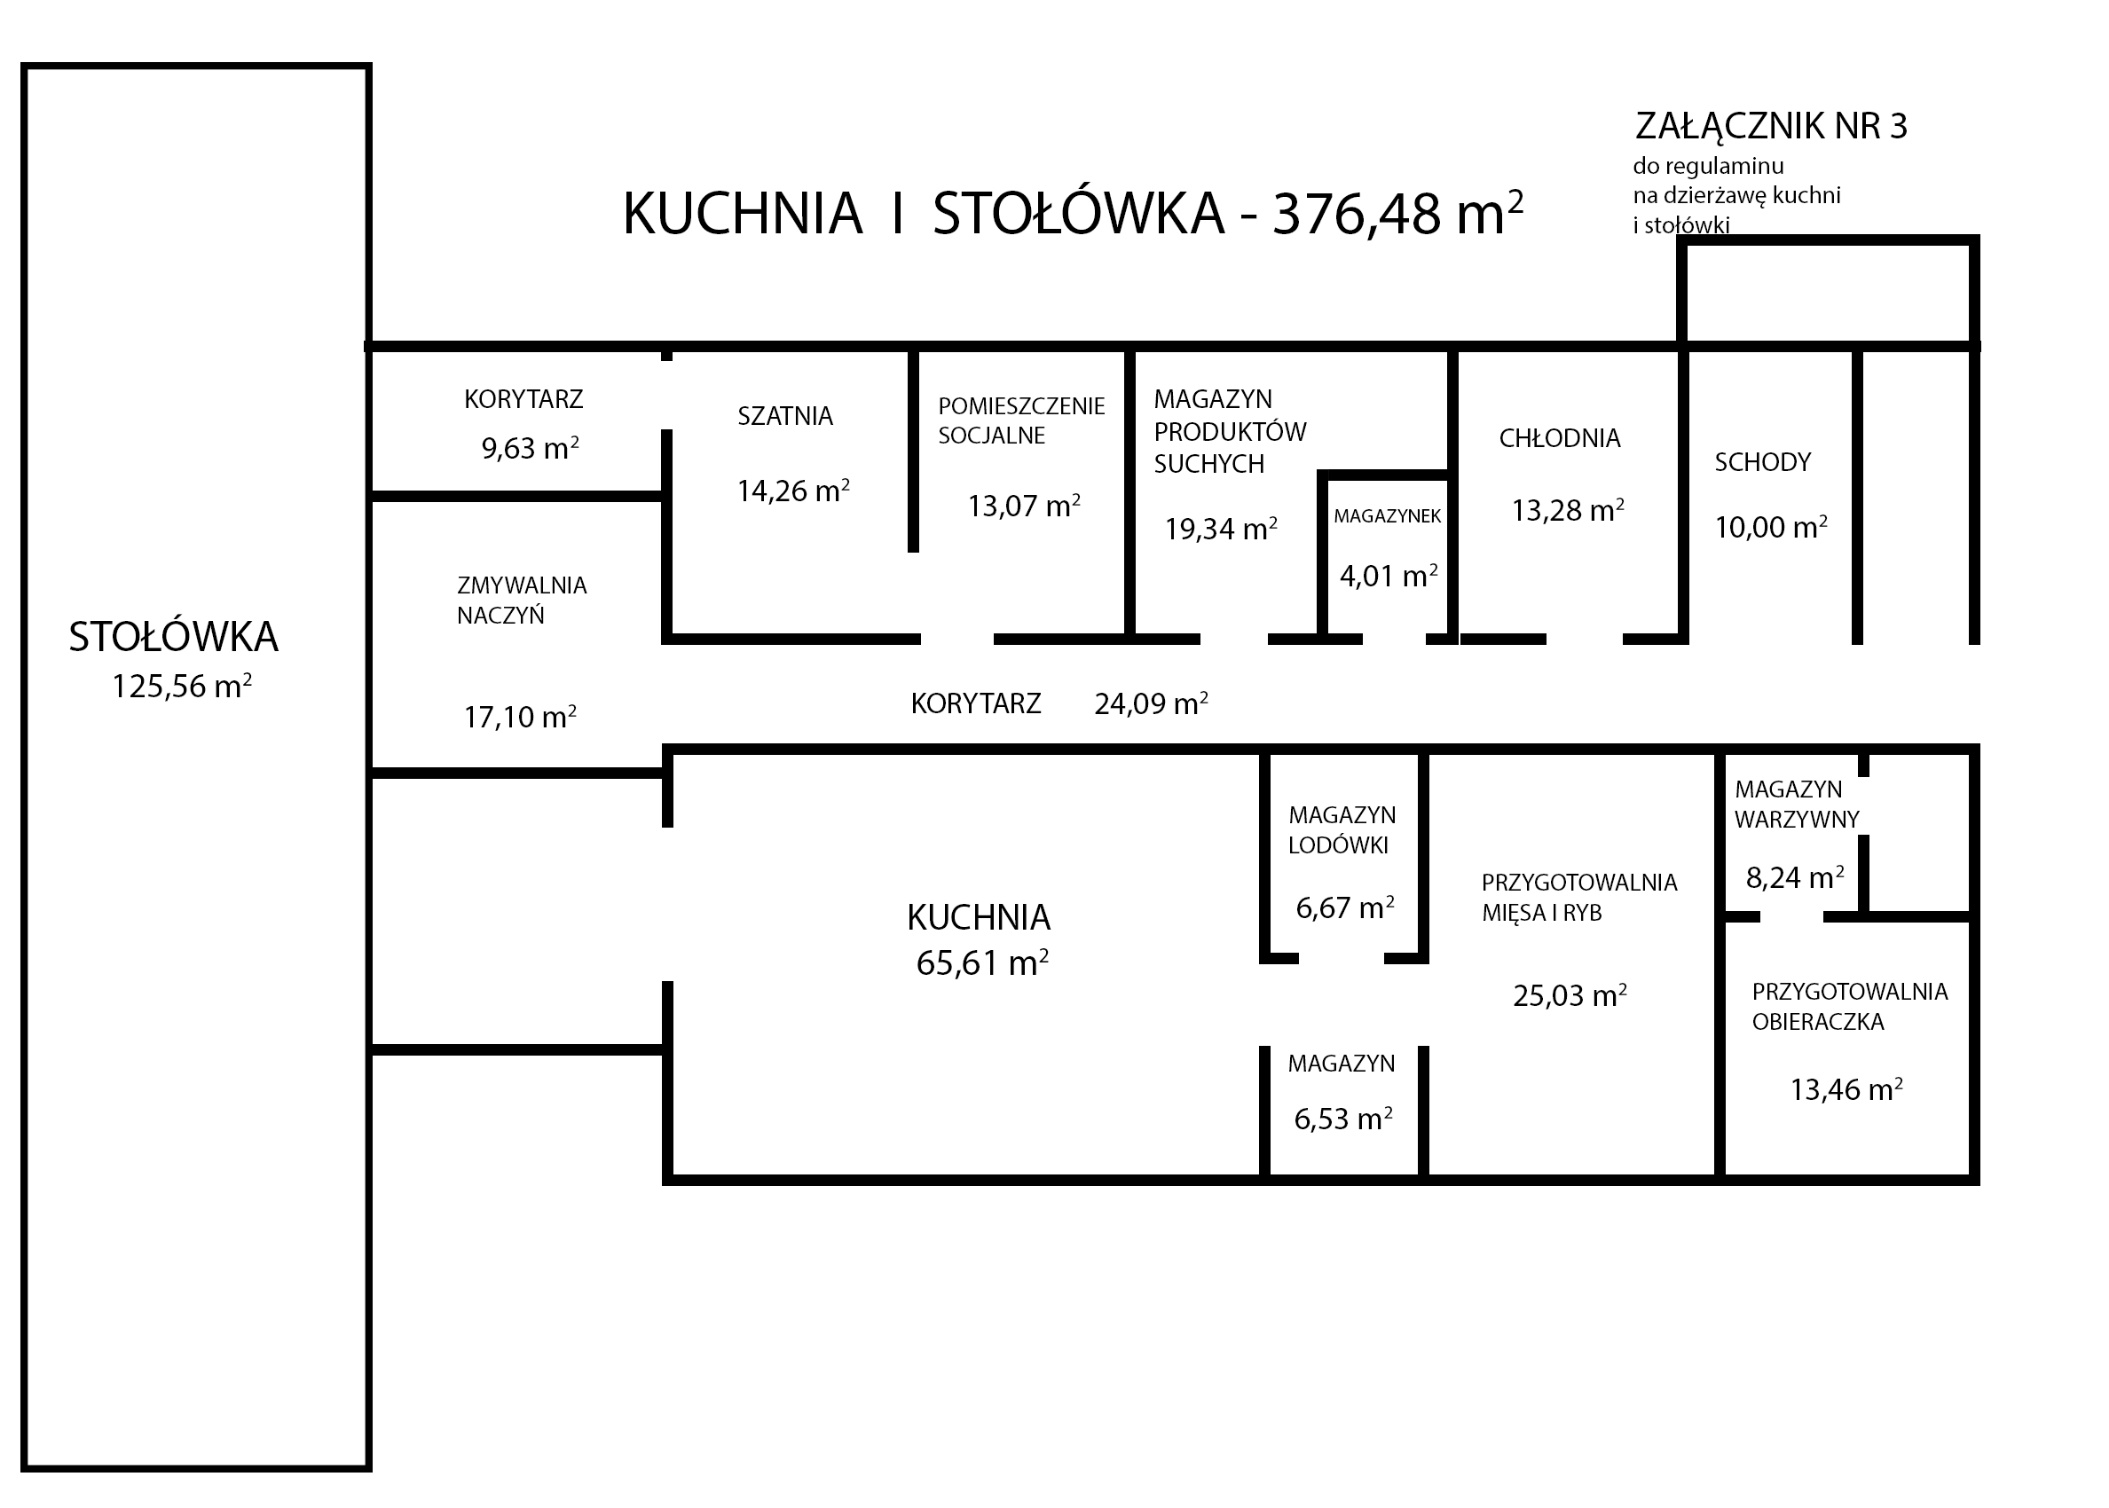 ZAŁĄCZNIK NR 3
do regulaminu
na dzierżawę kuchni
i stołówki
KUCHNIA I STOŁÓWKA - 376,48 m²
KORYTARZ
9,63 m²
SZATNIA
14,26 m²
POMIESZCZENIE
SOCJALNE
13,07 m²
MAGAZYN
PRODUKTÓW
SUCHYCH
19,34 m²
MAGAZYNEK
4,01 m²
CHŁODNIA
13,28 m²
SCHODY
10,00 m²
ZMYWALNIA
NACZYŃ
17,10 m²
STOŁÓWKA
125,56 m²
KORYTARZ 24,09 m²
KUCHNIA
65,61 m²
MAGAZYN
LODÓWKI
6,67 m²
MAGAZYN
6,53 m²
PRZYGOTOWALNIA
MIĘSA I RYB
25,03 m²
MAGAZYN
WARZYWNY
8,24 m²
PRZYGOTOWALNIA
OBIERACZKA
13,46 m²